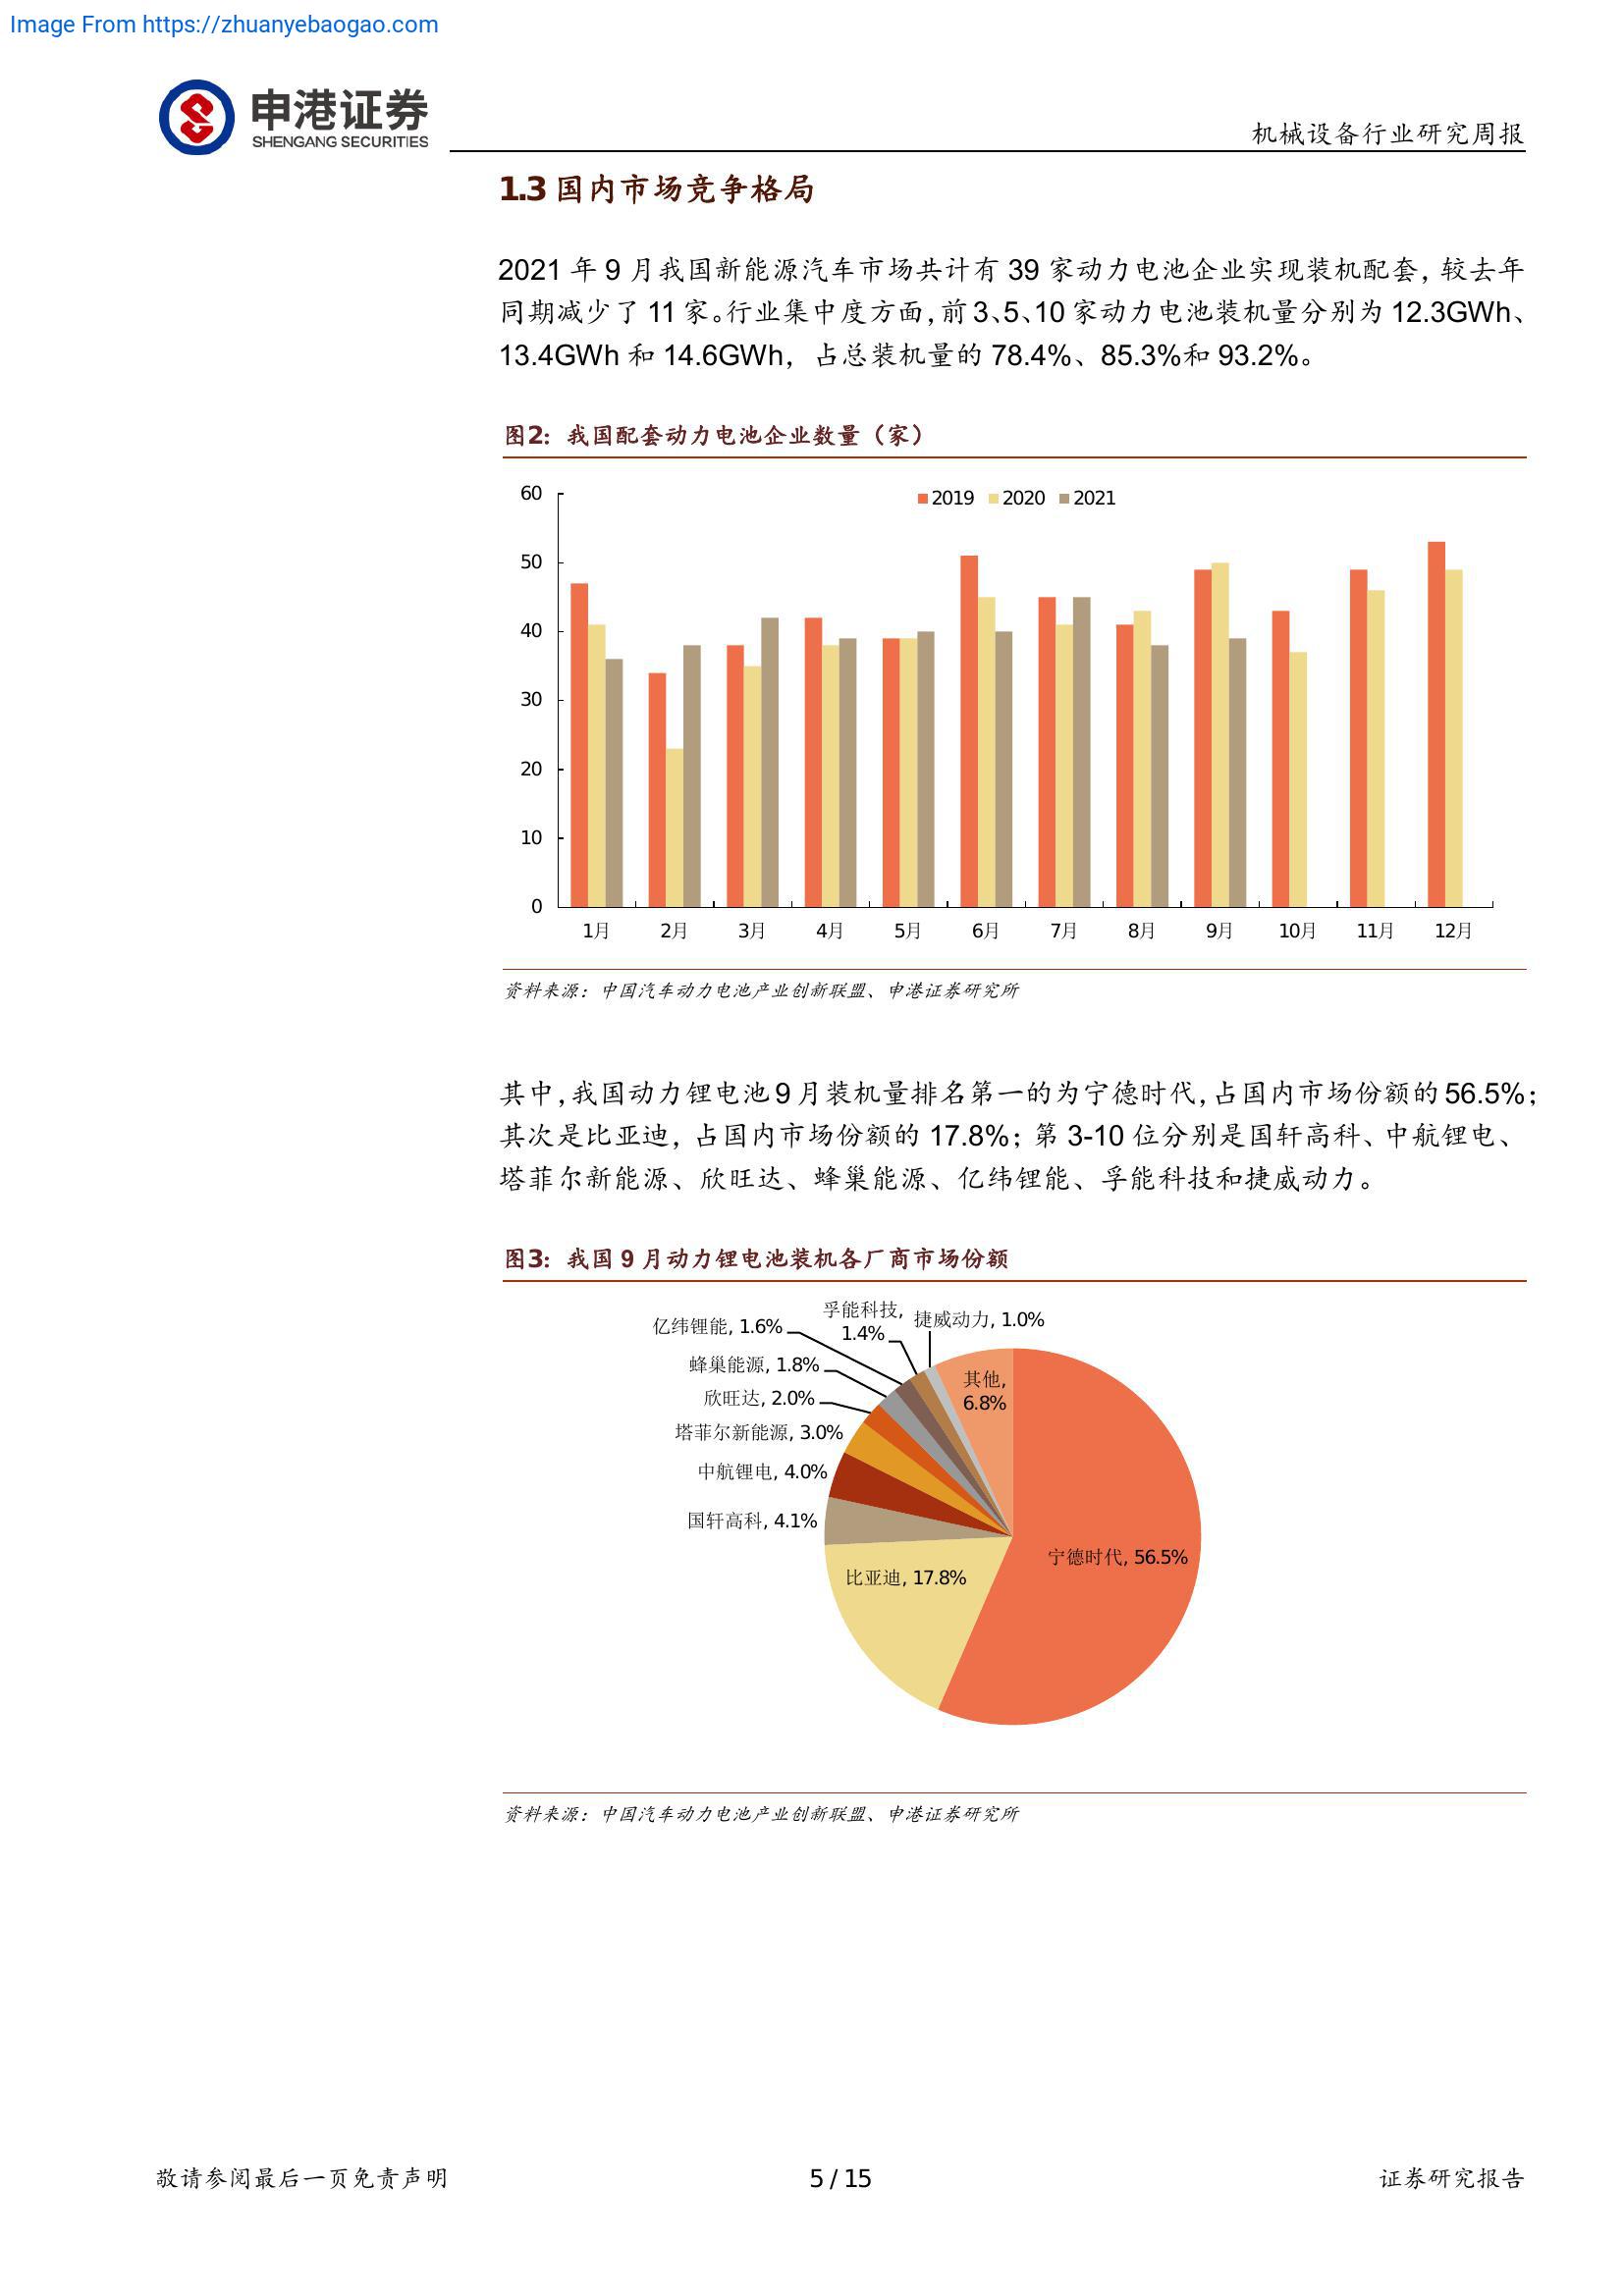 Image From https://zhuanyebaogao.com
申港证券
SHENGANG SECURITIES
机械设备行业研究周报
1.3 国内市场竞争格局
2021 年 9 月我国新能源汽车市场共计有 39 家动力电池企业实现装机配套，较去年
同期减少了 11 家。行业集中度方面，前 3、5、10 家动力电池装机量分别为 12.3GWh、
13.4GWh 和 14.6GWh，占总装机量的 78.4%、85.3%和 93.2%。
图2：我国配套动力电池企业数量（家）
2019 2020 2021
60
50
40
30
20
10
0
1月 2月 3月 4月 5月 6月 7月 8月 9月 10月 11月 12月
资料来源：中国汽车动力电池产业创新联盟、申港证券研究所
其中，我国动力锂电池 9 月装机量排名第一的为宁德时代，占国内市场份额的 56.5%；
其次是比亚迪，占国内市场份额的 17.8%；第 3-10 位分别是国轩高科、中航锂电、
塔菲尔新能源、欣旺达、蜂巢能源、亿纬锂能、孚能科技和捷威动力。
图3：我国 9 月动力锂电池装机各厂商市场份额
孚能科技,
1.4%
捷威动力, 1.0%
亿纬锂能, 1.6%
蜂巢能源, 1.8%
其他,
6.8%
欣旺达, 2.0%
塔菲尔新能源, 3.0%
中航锂电, 4.0%
国轩高科, 4.1%
宁德时代, 56.5%
比亚迪, 17.8%
资料来源：中国汽车动力电池产业创新联盟、申港证券研究所
敬请参阅最后一页免责声明
5 / 15
证券研究报告